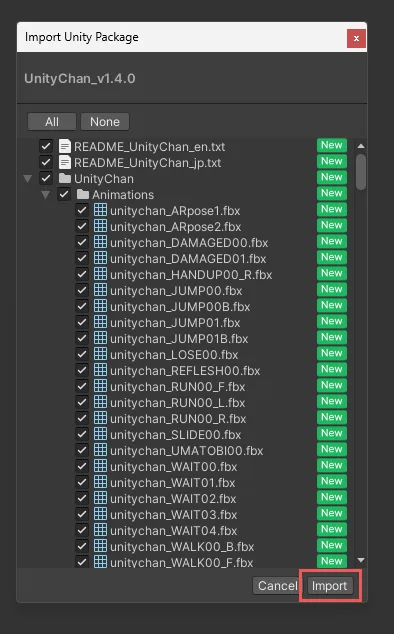 Import Unity Package
x
UnityChan_v1.4.0
All None
README_UnityChan_en.txt New
README_UnityChan_jp.txt New
UnityChan New
Animations New
unitychan_ARpose1.fbx New
unitychan_ARpose2.fbx New
unitychan_DAMAGED00.fbx New
unitychan_DAMAGED01.fbx New
unitychan_HANDUP00_R.fbx New
unitychan_JUMP00.fbx New
unitychan_JUMP00B.fbx New
unitychan_JUMP01.fbx New
unitychan_JUMP01B.fbx New
unitychan_LOSE00.fbx New
unitychan_REFLESH00.fbx New
unitychan_RUN00_F.fbx New
unitychan_RUN00_L.fbx New
unitychan_RUN00_R.fbx New
unitychan_SLIDE00.fbx New
unitychan_UMATOBI00.fbx New
unitychan_WAIT00.fbx New
unitychan_WAIT01.fbx New
unitychan_WAIT02.fbx New
unitychan_WAIT03.fbx New
unitychan_WAIT04.fbx New
unitychan_WALK00_B.fbx New
unitychan_WALK00_F.fbx New
Cancel Import